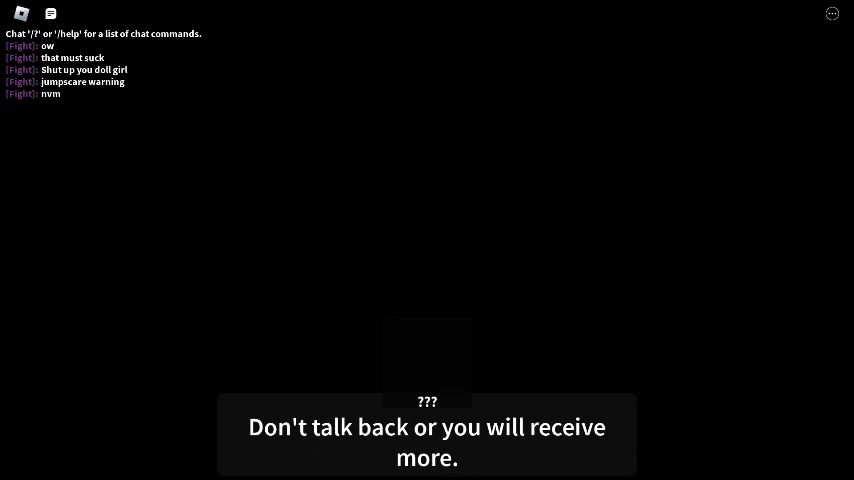 Chat '/?' or '/help' for a list of chat commands.
[Fight]: ow
[Fight]: that must suck
[Fight]: Shut up you doll girl
[Fight]: jumpscare warning
[Fight]: nvm
???
Don't talk back or you will receive
more.